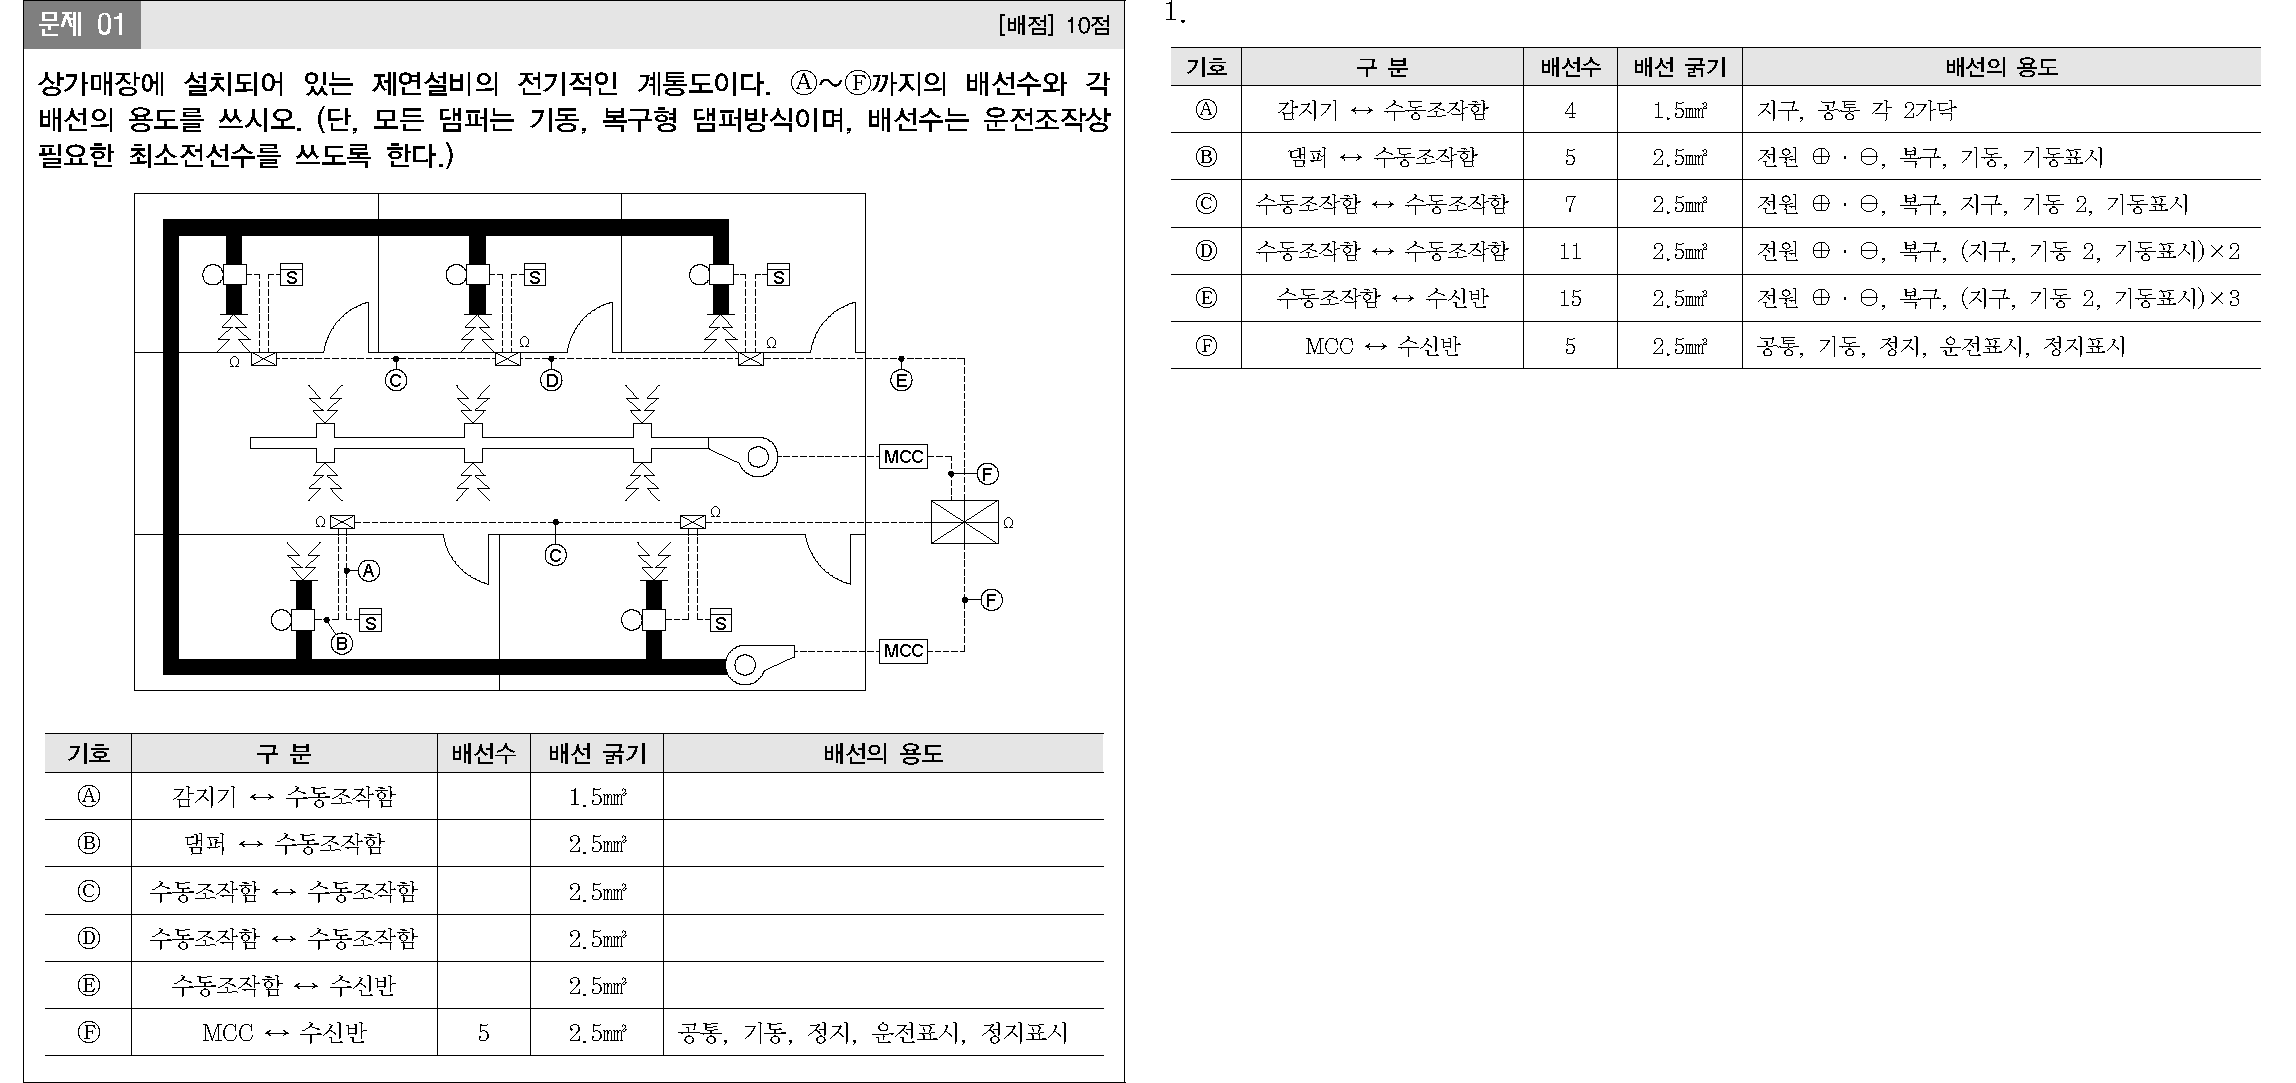 문제 01
[배점] 10점
상가매장에 설치되어 있는 제연설비의 전기적인 계통도이다. Ⓐ～Ⓕ까지의 배선수와 각
배선의 용도를 쓰시오. (단, 모든 댐퍼는 기동, 복구형 댐퍼방식이며, 배선수는 운전조작상
필요한 최소전선수를 쓰도록 한다.)
S S S
Ω Ω Ω
Ⓒ Ⓓ Ⓔ
MCC
Ⓕ
Ω Ω Ω
Ⓒ
Ⓐ
Ⓕ
S S
Ⓑ
MCC
기호 구 분 배선수 배선 굵기 배선의 용도
Ⓐ 감지기 ↔ 수동조작함 1.5㎟
Ⓑ 댐퍼 ↔ 수동조작함 2.5㎟
Ⓒ 수동조작함 ↔ 수동조작함 2.5㎟
Ⓓ 수동조작함 ↔ 수동조작함 2.5㎟
Ⓔ 수동조작함 ↔ 수신반 2.5㎟
Ⓕ MCC ↔ 수신반 5 2.5㎟ 공통, 기동, 정지, 운전표시, 정지표시
1.
기호 구 분 배선수 배선 굵기 배선의 용도
Ⓐ 감지기 ↔ 수동조작함 4 1.5㎟ 지구, 공통 각 2가닥
Ⓑ 댐퍼 ↔ 수동조작함 5 2.5㎟ 전원 ⊕ · ⊖, 복구, 기동, 기동표시
Ⓒ 수동조작함 ↔ 수동조작함 7 2.5㎟ 전원 ⊕ · ⊖, 복구, 지구, 기동 2, 기동표시
Ⓓ 수동조작함 ↔ 수동조작함 11 2.5㎟ 전원 ⊕ · ⊖, 복구, (지구, 기동 2, 기동표시)×2
Ⓔ 수동조작함 ↔ 수신반 15 2.5㎟ 전원 ⊕ · ⊖, 복구, (지구, 기동 2, 기동표시)×3
Ⓕ MCC ↔ 수신반 5 2.5㎟ 공통, 기동, 정지, 운전표시, 정지표시